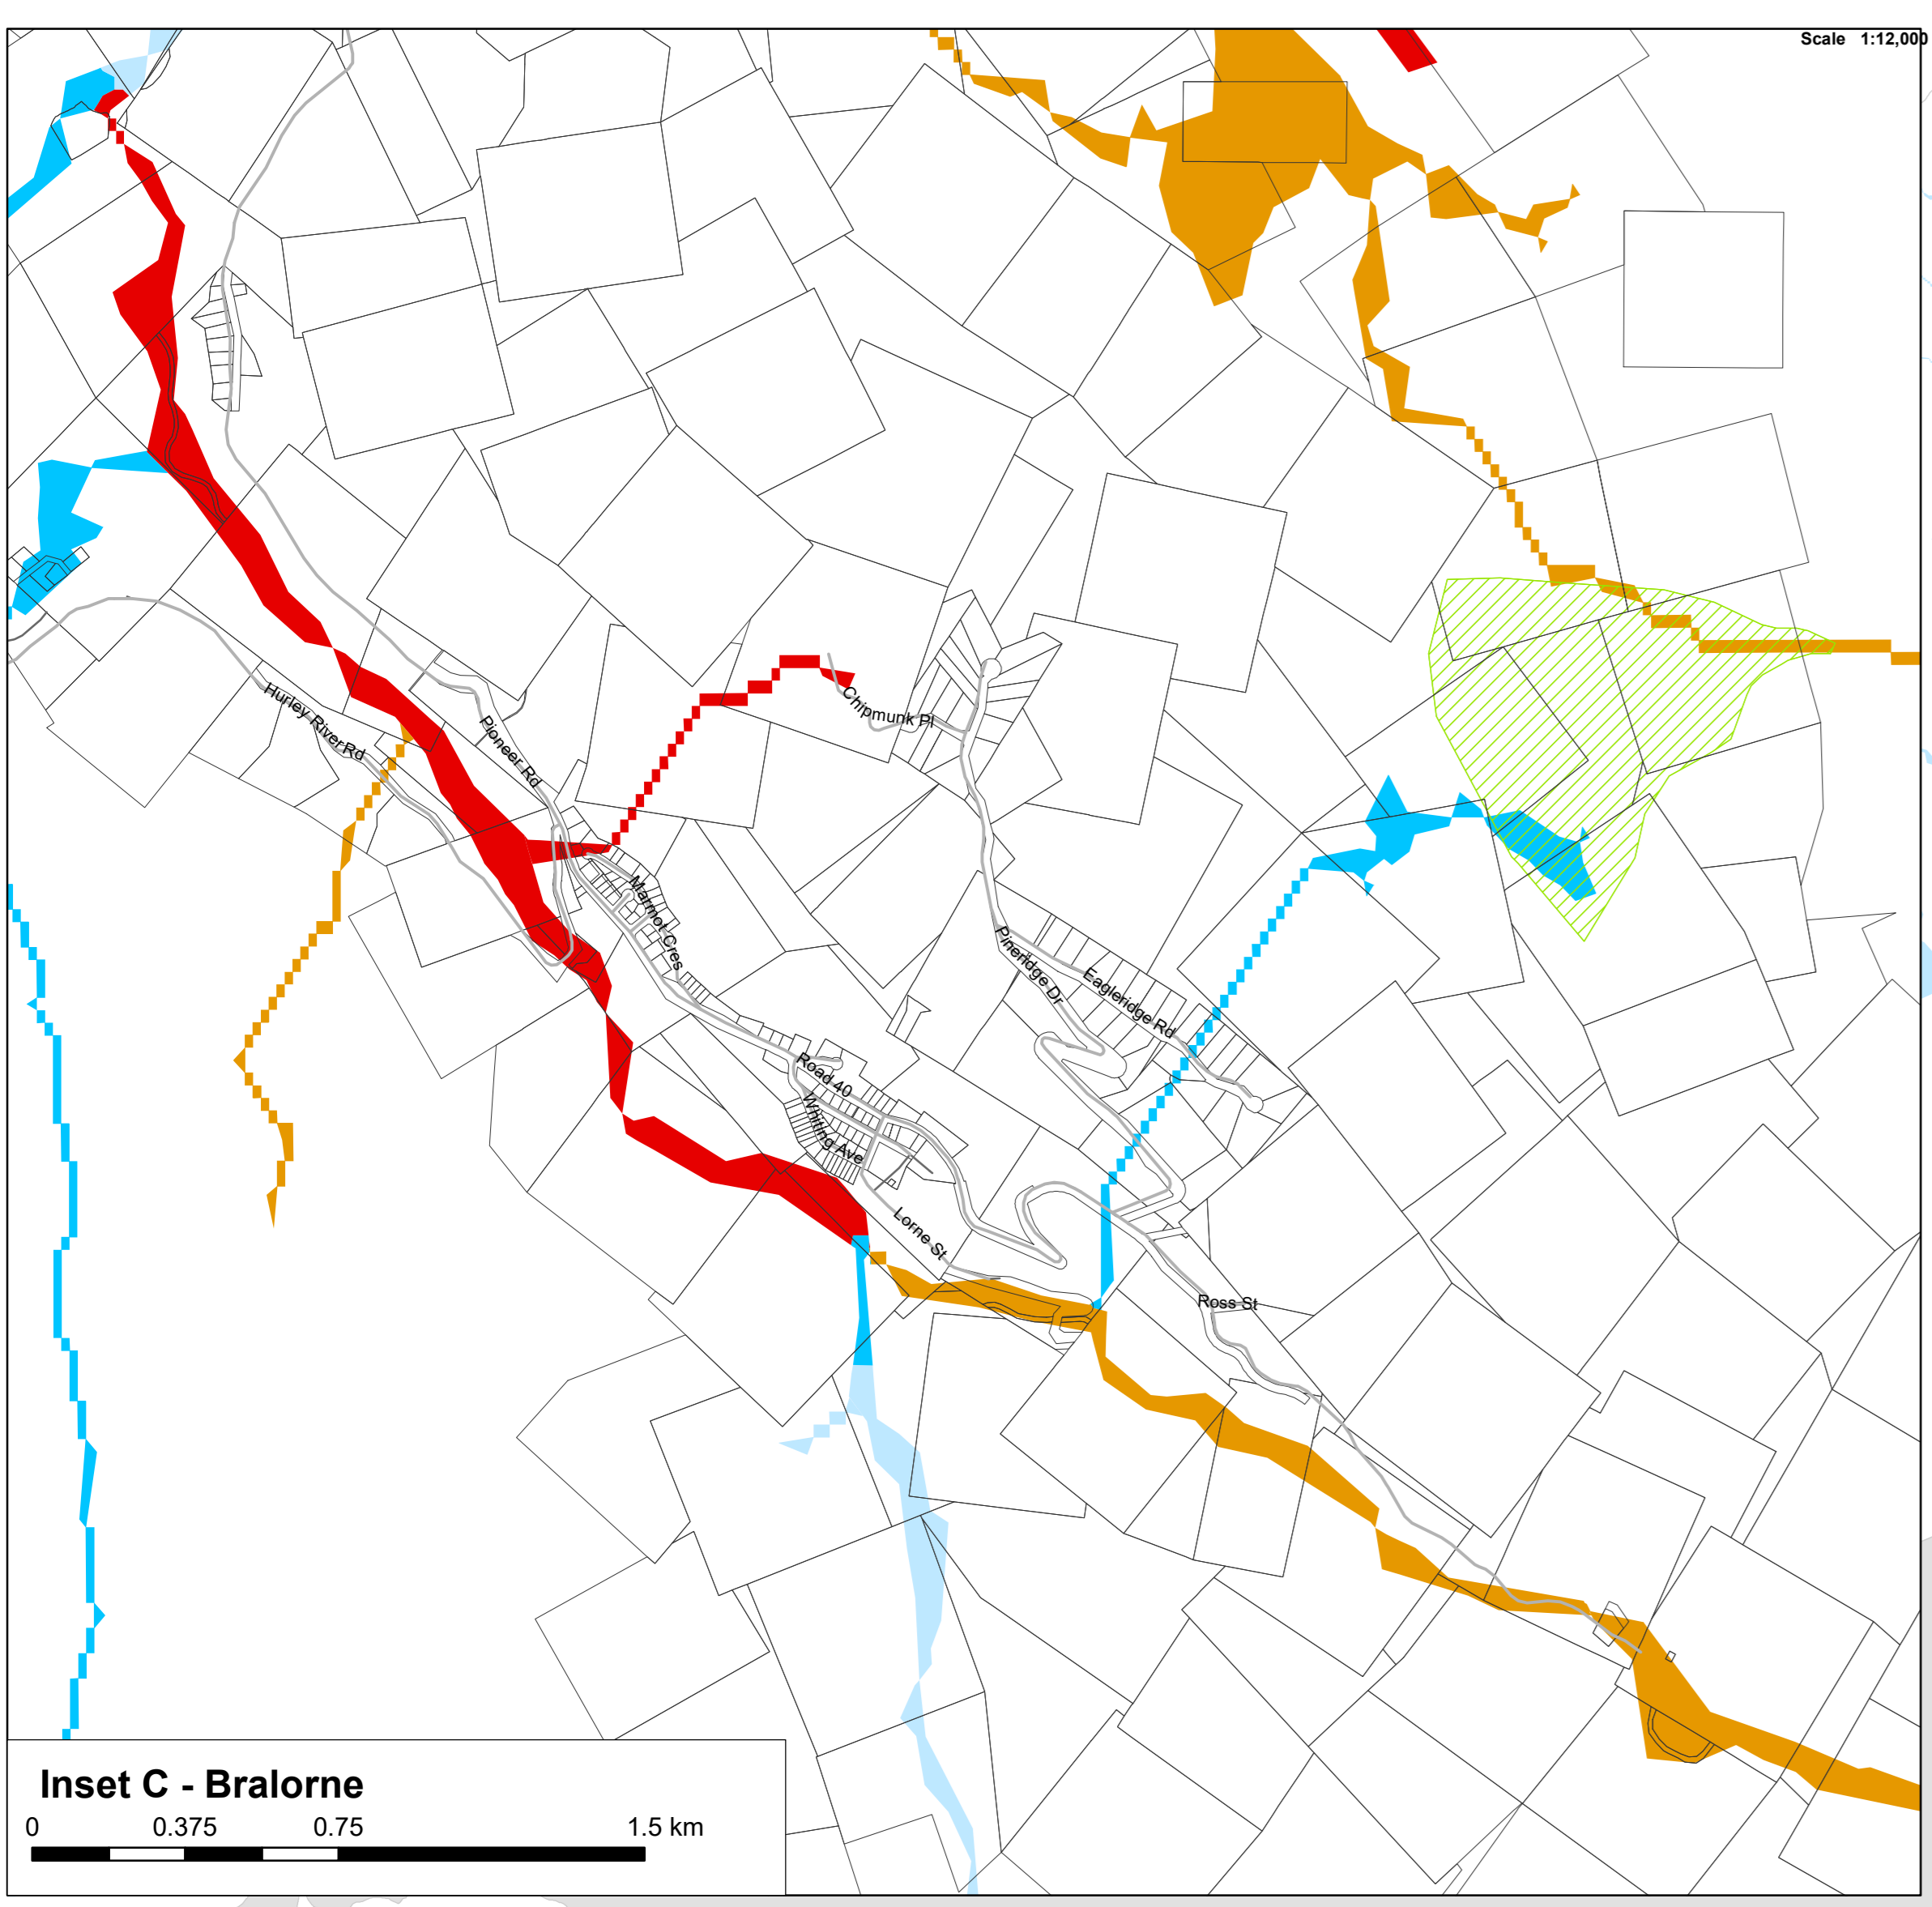 Scale 1:12,000
Chipmunk Pl
Hurley River Rd
Pioneer Rd
Marmot Cres
Pineridge Dr
Eagleridge Rd
Road 40
Whiting Ave
Lorne St
Ross St
Inset C - Bralorne
0 0.375 0.75 1.5 km